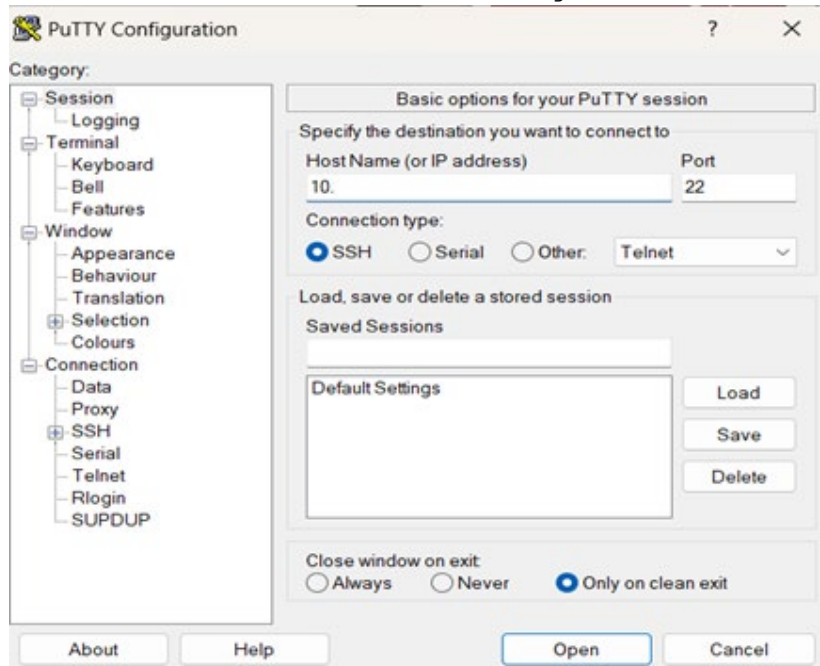 PuTTY Configuration ? ×
Category:
Session
Logging
Terminal
Keyboard
Bell
Features
Window
Appearance
Behaviour
Translation
Selection
Colours
Connection
Data
Proxy
SSH
Serial
Telnet
Rlogin
SUPDUP
Basic options for your PuTTY session
Specify the destination you want to connect to
Host Name (or IP address) Port
10. 22
Connection type:
SSH Serial Other: Telnet
Load, save or delete a stored session
Saved Sessions
Default Settings
Load
Save
Delete
Close window on exit:
Always Never Only on clean exit
About Help Open Cancel